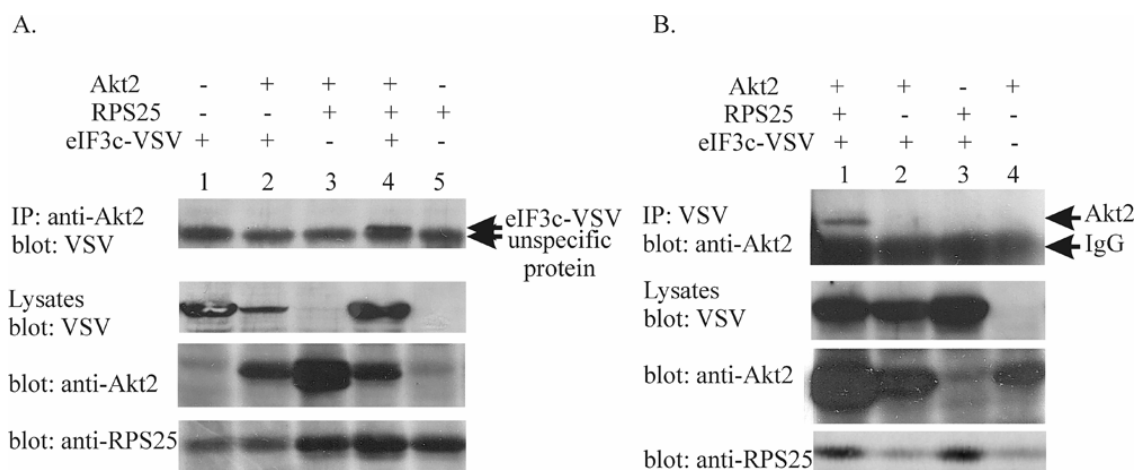 A.
Akt2 - + + + -
RPS25 - - + + +
eIF3c-VSV + + - + -
1 2 3 4 5
IP: anti-Akt2
blot: VSV
eIF3c-VSV
unspecific
protein
Lysates
blot: VSV
blot: anti-Akt2
blot: anti-RPS25
B.
Akt2 + + - +
RPS25 + - + -
eIF3c-VSV + + + -
1 2 3 4
IP: VSV
blot: anti-Akt2
Akt2
IgG
Lysates
blot: VSV
blot: anti-Akt2
blot: anti-RPS25